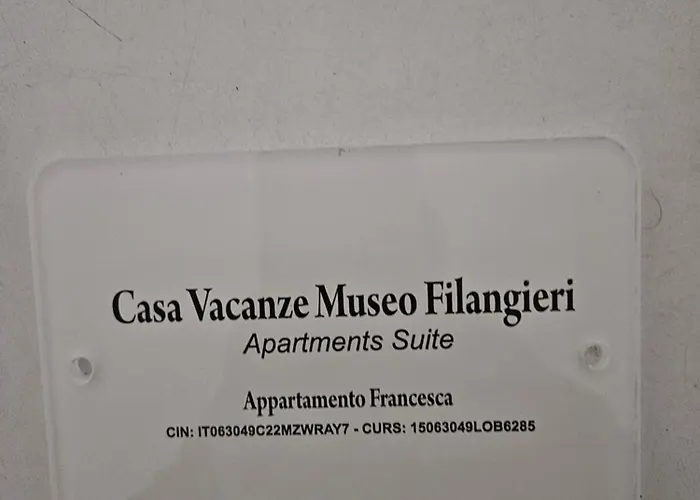 Casa Vacanze Museo Filangieri
Apartments Suite
Appartamento Francesca
CIN: IT063049C22MZWRAY7 - CURS: 15063049LOB6285